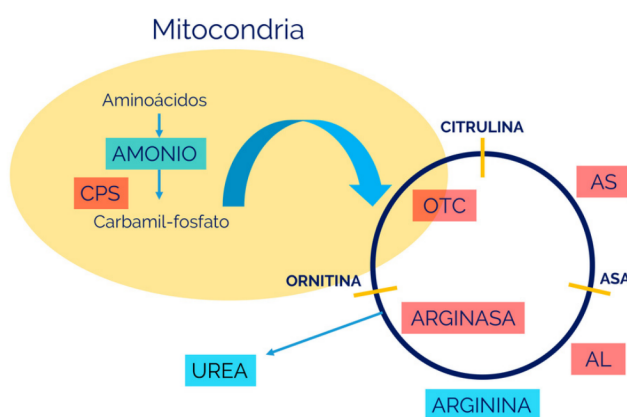 Mitocondria
Aminoácidos
AMONIO
CPS
Carbamil-fosfato
CITRULINA
AS
OTC
ORNITINA
ASA
ARGINASA
AL
UREA
ARGININA